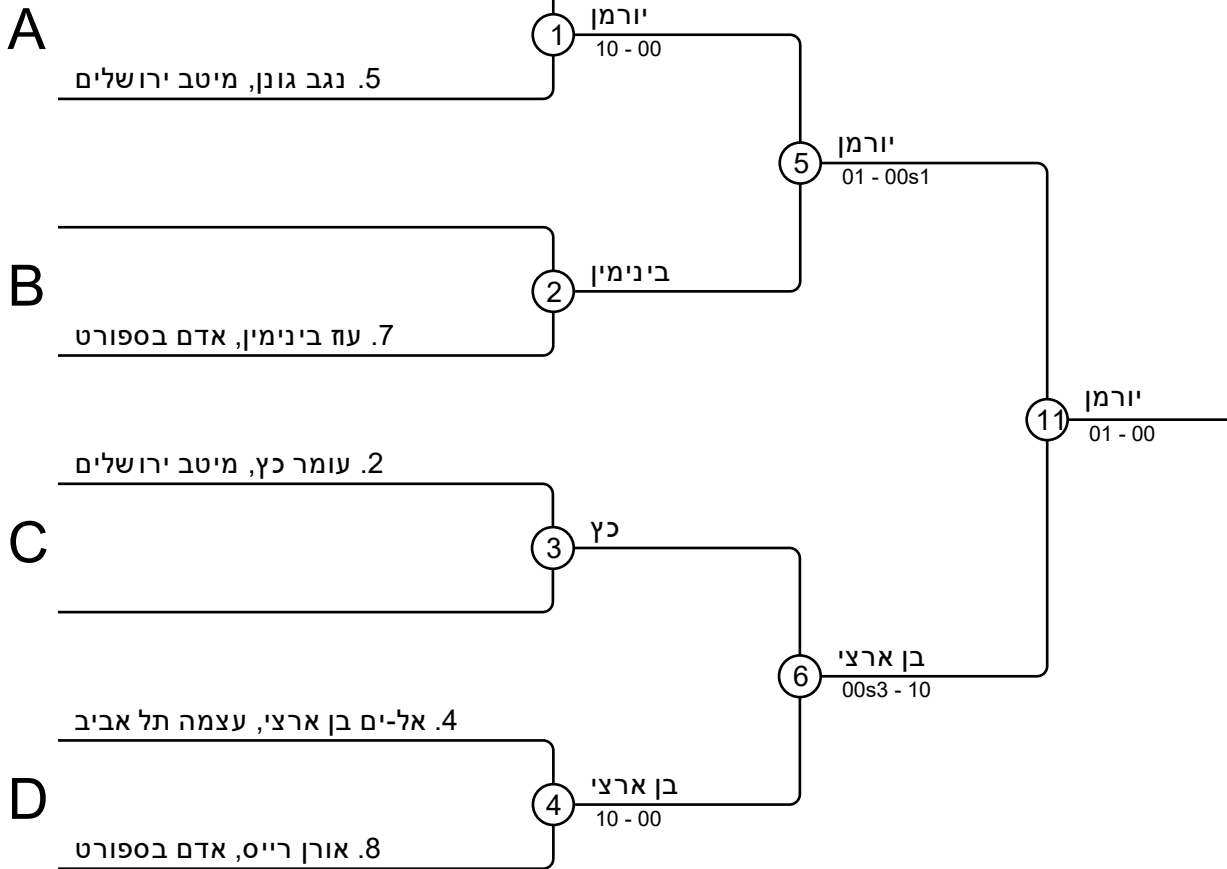 A
1
יורמן
10 - 00
5. נגב גונן, מיטב ירושלים
5
יורמן
01 - 00s1
B
2
בינימין
7. עוז בינימין, אדם בספורט
11
יורמן
01 - 00
2. עומר כץ, מיטב ירושלים
C
3
כץ
6
בן ארצי
00s3 - 10
4. אל-ים בן ארצי, עצמה תל אביב
D
4
בן ארצי
10 - 00
8. אורן רייס, אדם בספורט